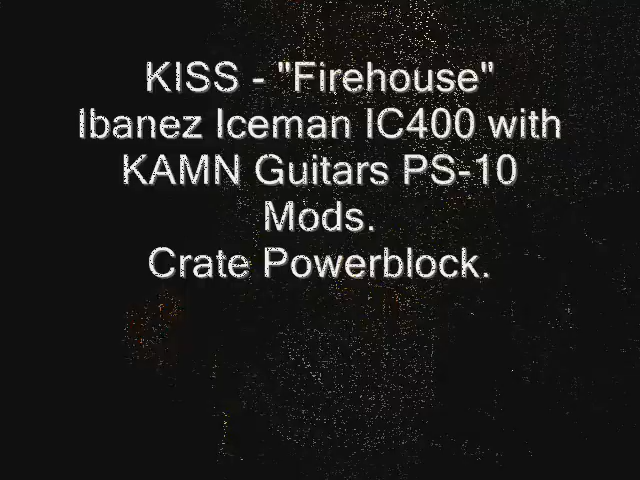 KISS - "Firehouse"
Ibanez Iceman IC400 with
KAMN Guitars PS-10
Mods.
Crate Powerblock.